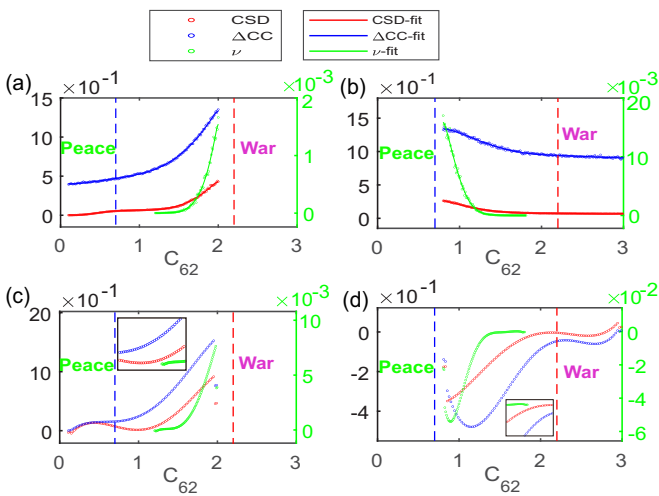 CSD CSD-fit
ΔCC ΔCC-fit
ν ν-fit
(a) ×10⁻¹ ×10⁻³
15 10 5 0
2 1 0
Peace War
0 1 2 3
C₆₂
(b) ×10⁻¹ ×10⁻³
15 10 5 0
20 10 0
Peace War
0 1 2 3
C₆₂
(c) ×10⁻¹ ×10⁻³
20 10 0
10 5 0
Peace War
0 1 2 3
C₆₂
(d) ×10⁻¹ ×10⁻²
0 -2 -4
0 -2 -4 -6
Peace War
0 1 2 3
C₆₂